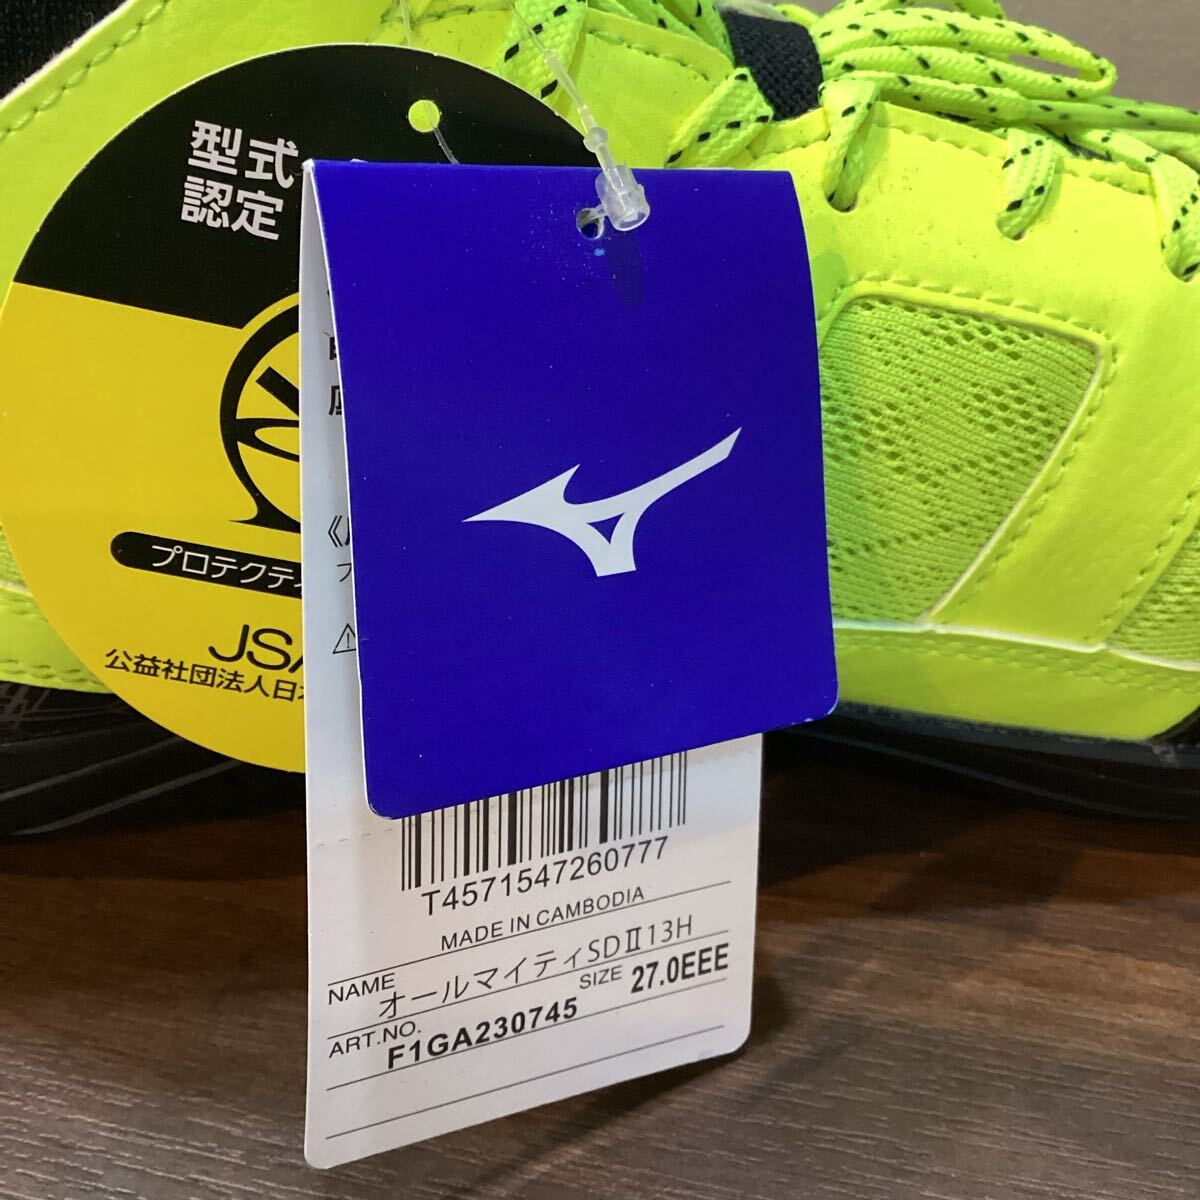 型式
認定
プロテクティ
JSA
公益社団法人日本
T4571547260777
MADE IN CAMBODIA
NAME オールマイティSDⅡ13H
ART.NO. SIZE 27.0EEE
F1GA230745